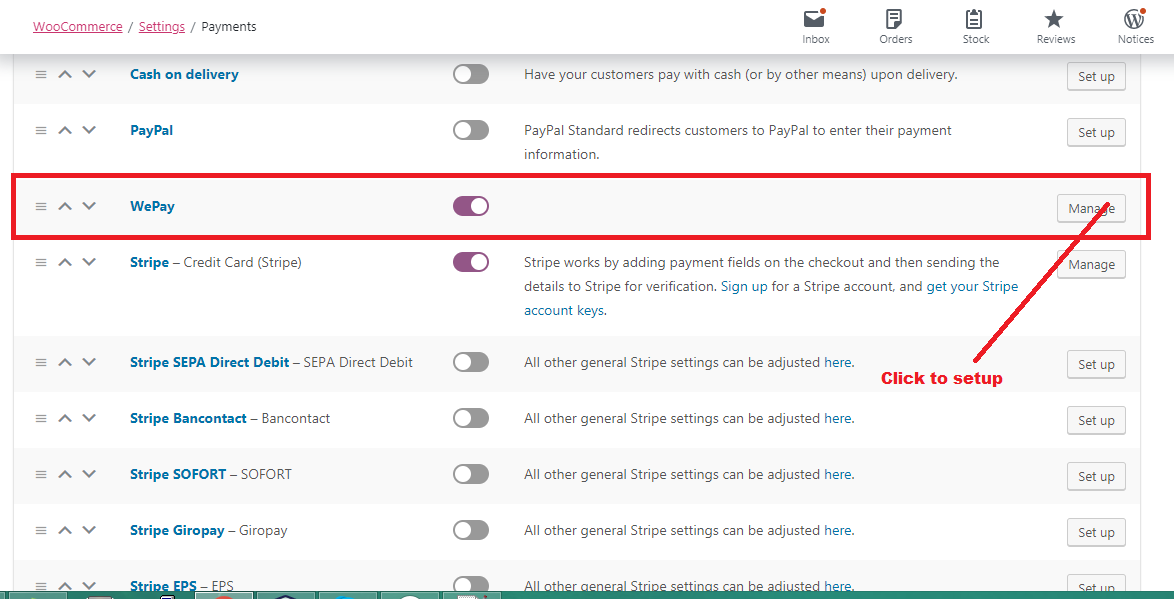 WooCommerce / Settings / Payments
Inbox
Orders
Stock
Reviews
Notices
Cash on delivery
Have your customers pay with cash (or by other means) upon delivery.
Set up
PayPal
PayPal Standard redirects customers to PayPal to enter their payment
information.
Set up
WePay
Manage
Stripe – Credit Card (Stripe)
Stripe works by adding payment fields on the checkout and then sending the
details to Stripe for verification. Sign up for a Stripe account, and get your Stripe
account keys.
Manage
Click to setup
Stripe SEPA Direct Debit – SEPA Direct Debit
All other general Stripe settings can be adjusted here.
Set up
Stripe Bancontact – Bancontact
All other general Stripe settings can be adjusted here.
Set up
Stripe SOFORT – SOFORT
All other general Stripe settings can be adjusted here.
Set up
Stripe Giropay – Giropay
All other general Stripe settings can be adjusted here.
Set up
Stripe EPS – EPS
All other general Stripe settings can be adjusted here.
Set up